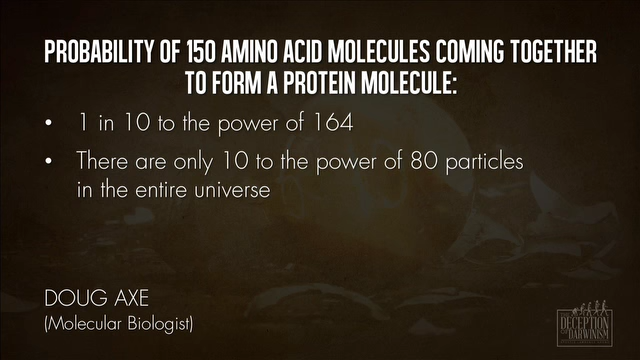 PROBABILITY OF 150 AMINO ACID MOLECULES COMING TOGETHER
TO FORM A PROTEIN MOLECULE:
• 1 in 10 to the power of 164
• There are only 10 to the power of 80 particles
in the entire universe
DOUG AXE
(Molecular Biologist)
DECEPTION
DARWINISM